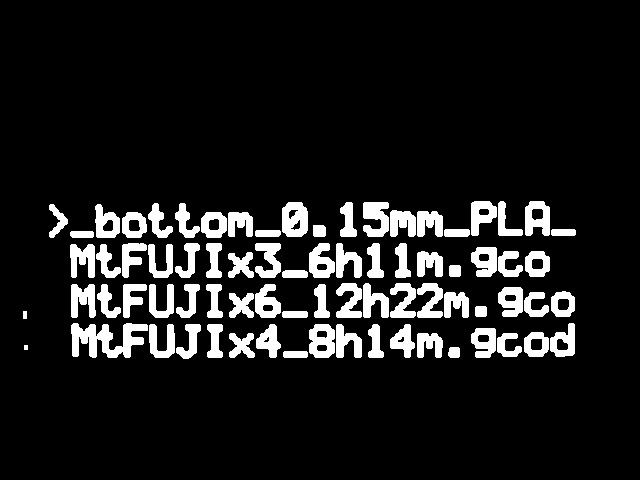 >_bottom_0.15mm_PLA_
MtFUJIx3_6h11m.gco
MtFUJIx6_12h22m.gco
MtFUJIx4_8h14m.gcod